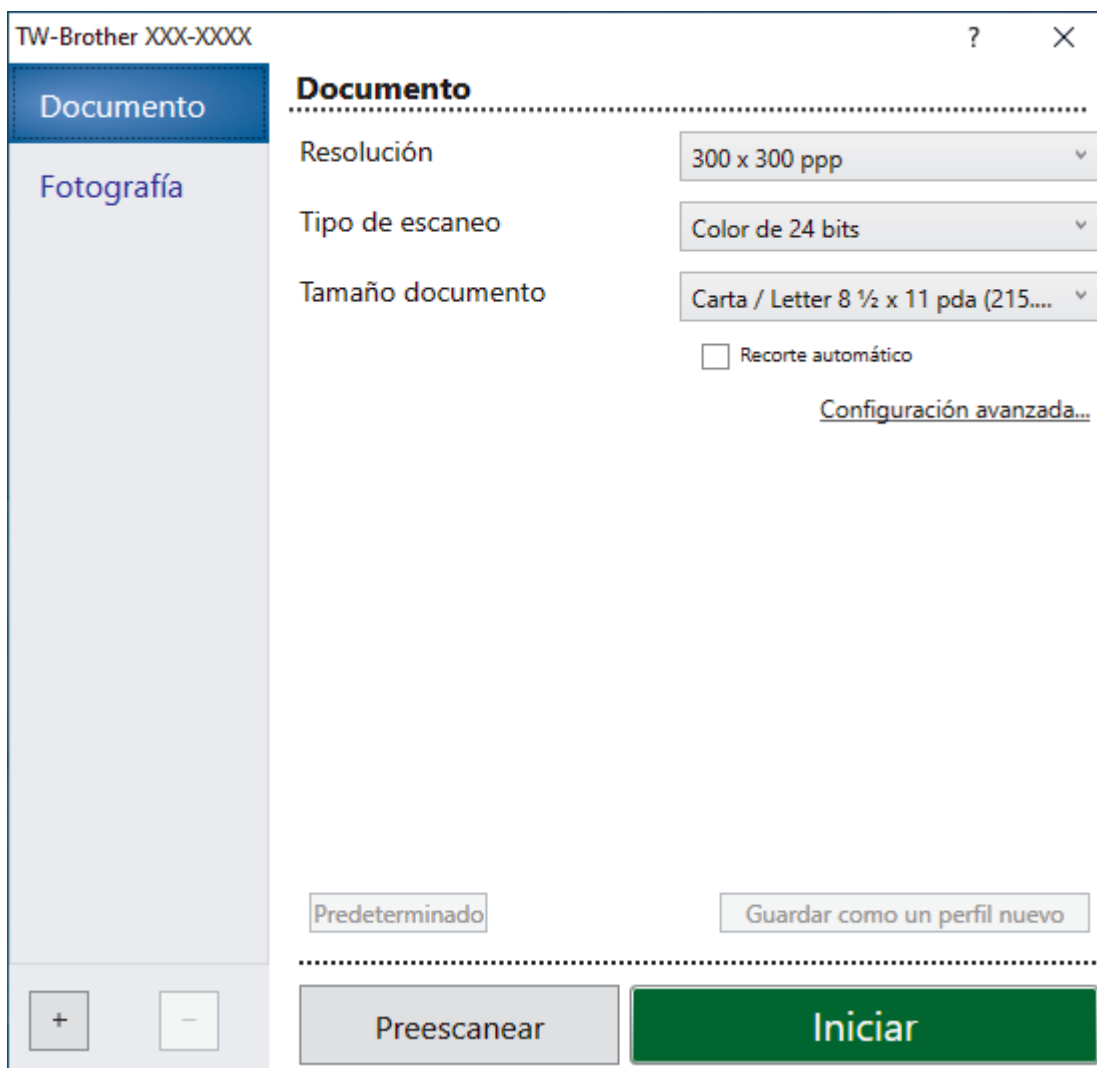 TW-Brother XXX-XXXX
?
Documento
Fotografía
Documento
Resolución
300 x 300 ppp
Tipo de escaneo
Color de 24 bits
Tamaño documento
Carta / Letter 8 ½ x 11 pda (215....
Recorte automático
Configuración avanzada...
Predeterminado
Guardar como un perfil nuevo
+
−
Preescanear
Iniciar